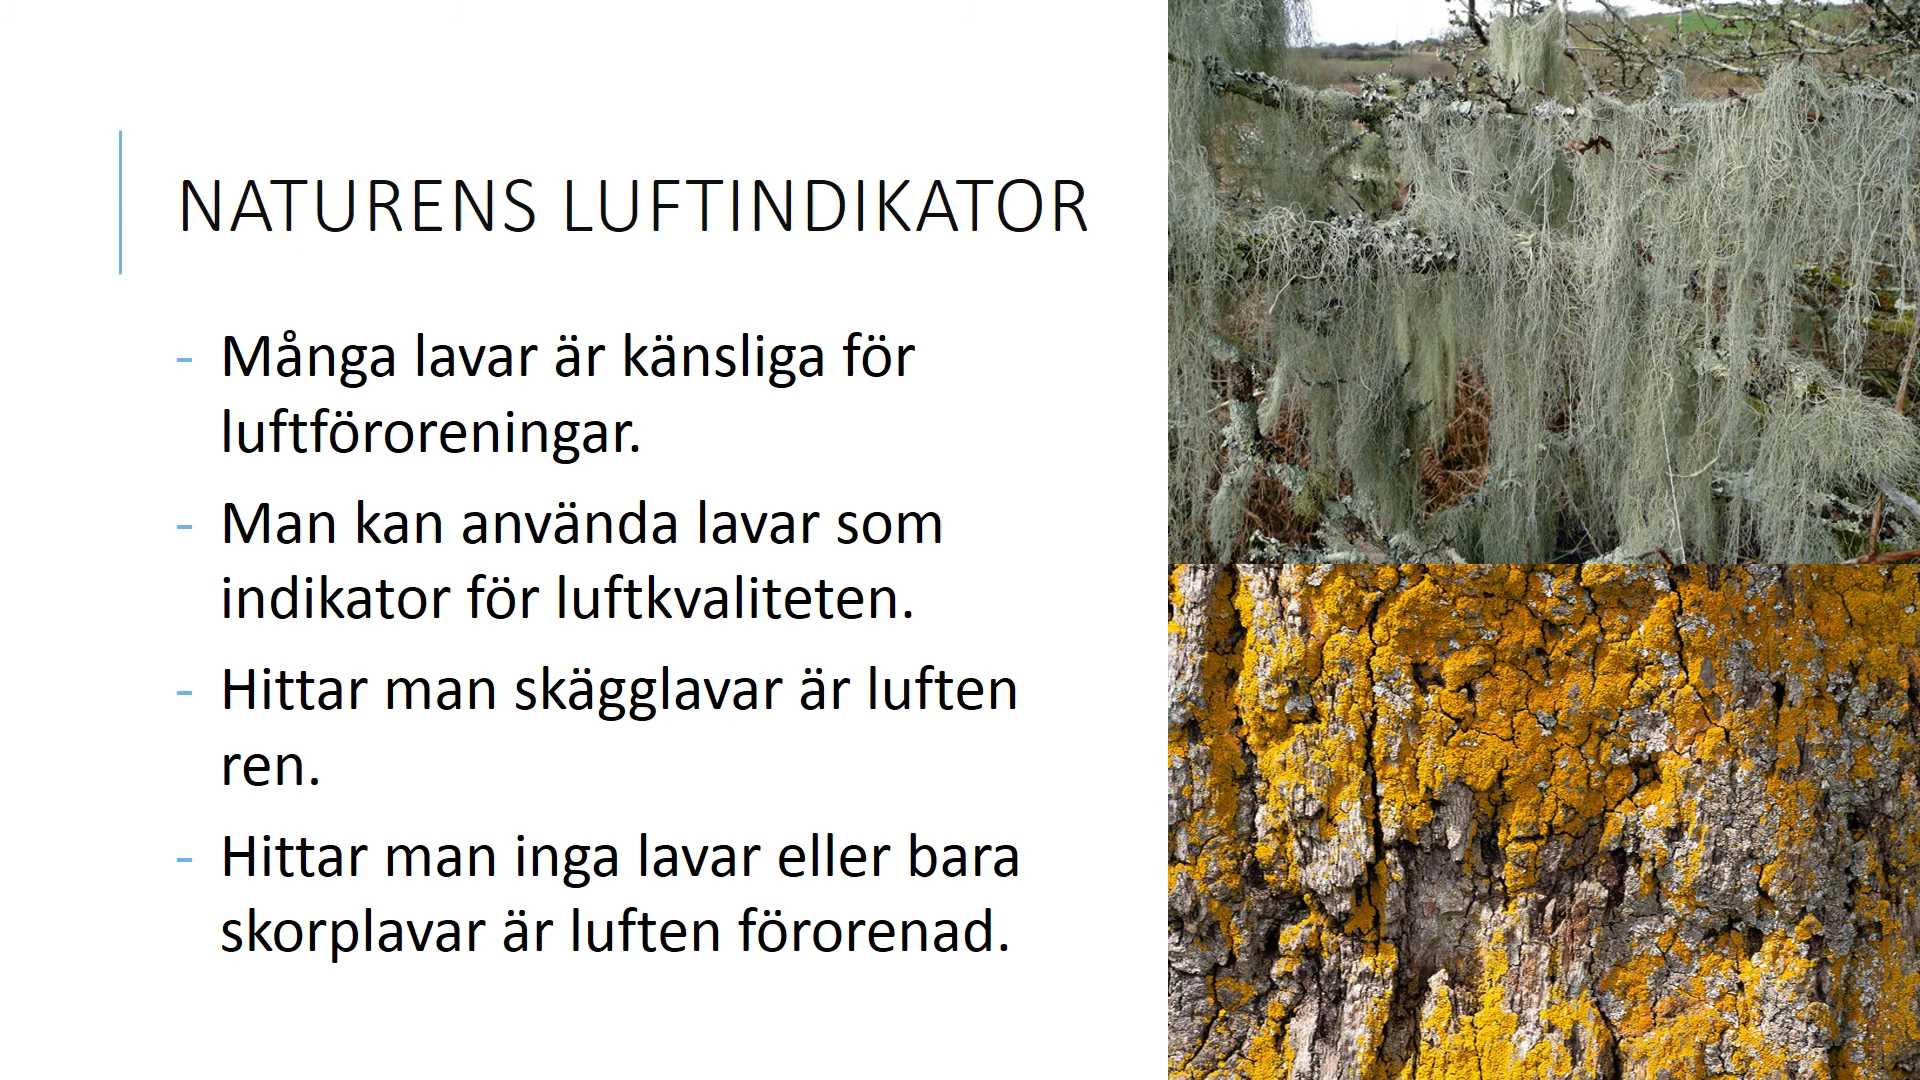 NATURENS LUFTINDIKATOR
- Många lavar är känsliga för
luftföroreningar.
- Man kan använda lavar som
indikator för luftkvaliteten.
- Hittar man skägglavar är luften
ren.
- Hittar man inga lavar eller bara
skorplavar är luften förorenad.